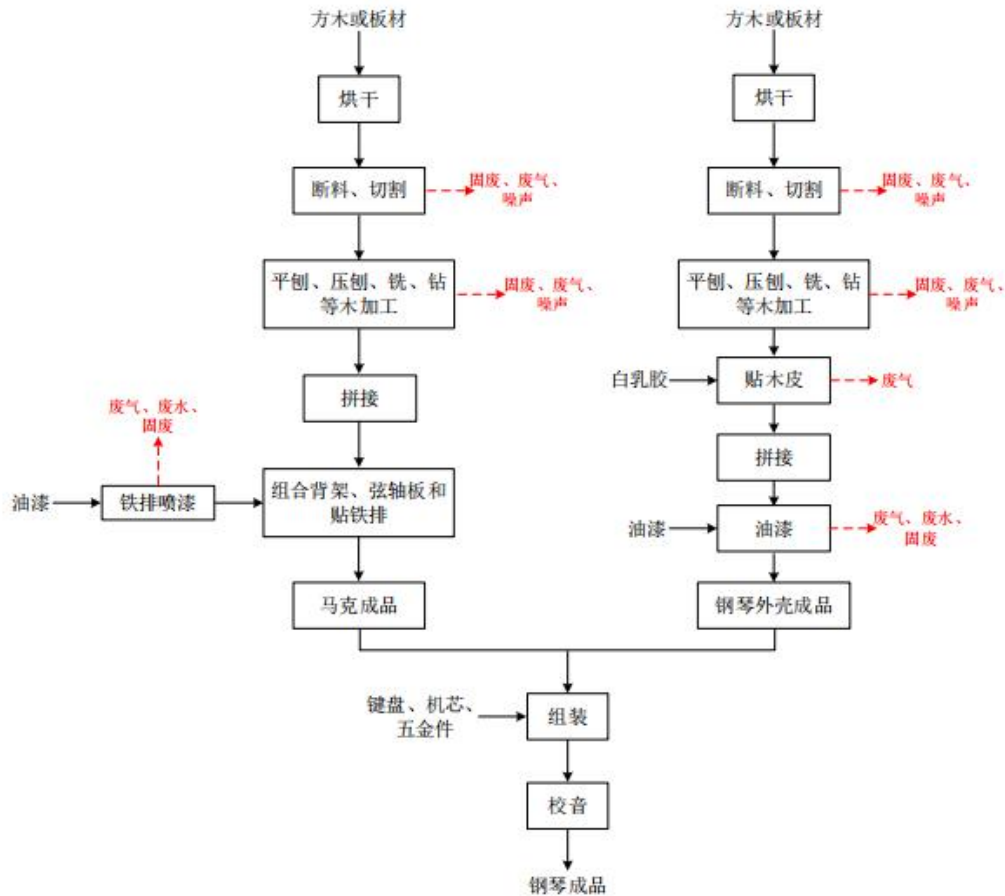 方木或板材
方木或板材
烘干
烘干
断料、切割
固废、废气、
噪声
断料、切割
固废、废气、
噪声
平刨、压刨、铣、钻
等木加工
固废、废气、
噪声
平刨、压刨、铣、钻
等木加工
固废、废气、
噪声
白乳胶
贴木皮
废气
拼接
废气、废水、
固废
拼接
油漆
铁排喷漆
组合背架、弦轴板和
贴铁排
油漆
油漆
废气、废水、
固废
马克成品
钢琴外壳成品
键盘、机芯、
五金件
组装
校音
钢琴成品